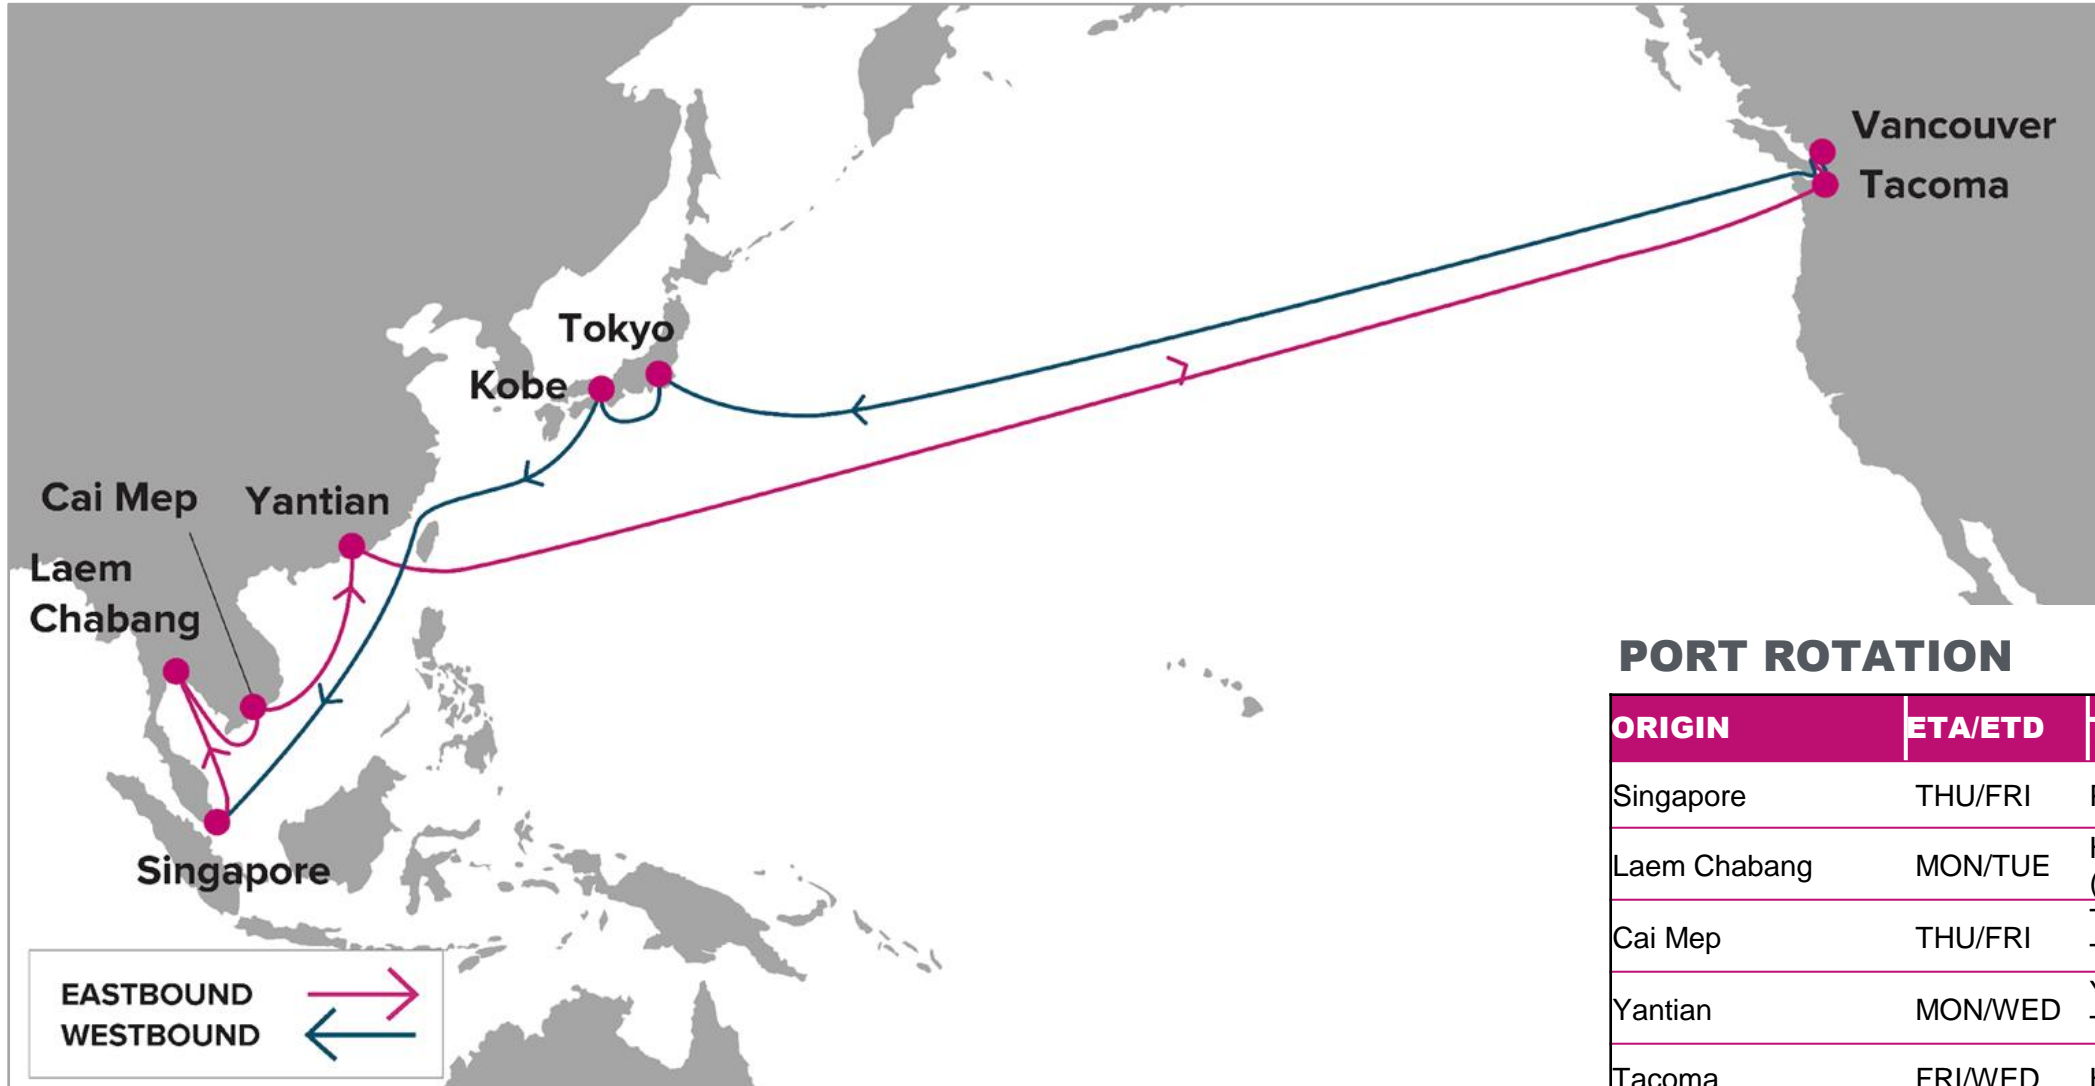 Vancouver
Tacoma
Tokyo
Kobe
Cai Mep
Yantian
Laem
Chabang
Singapore
EASTBOUND
WESTBOUND
PORT ROTATION
ORIGIN ETA/ETD
Singapore THU/FRI
Laem Chabang MON/TUE
Cai Mep THU/FRI
Yantian MON/WED
Tacoma FRI/WED